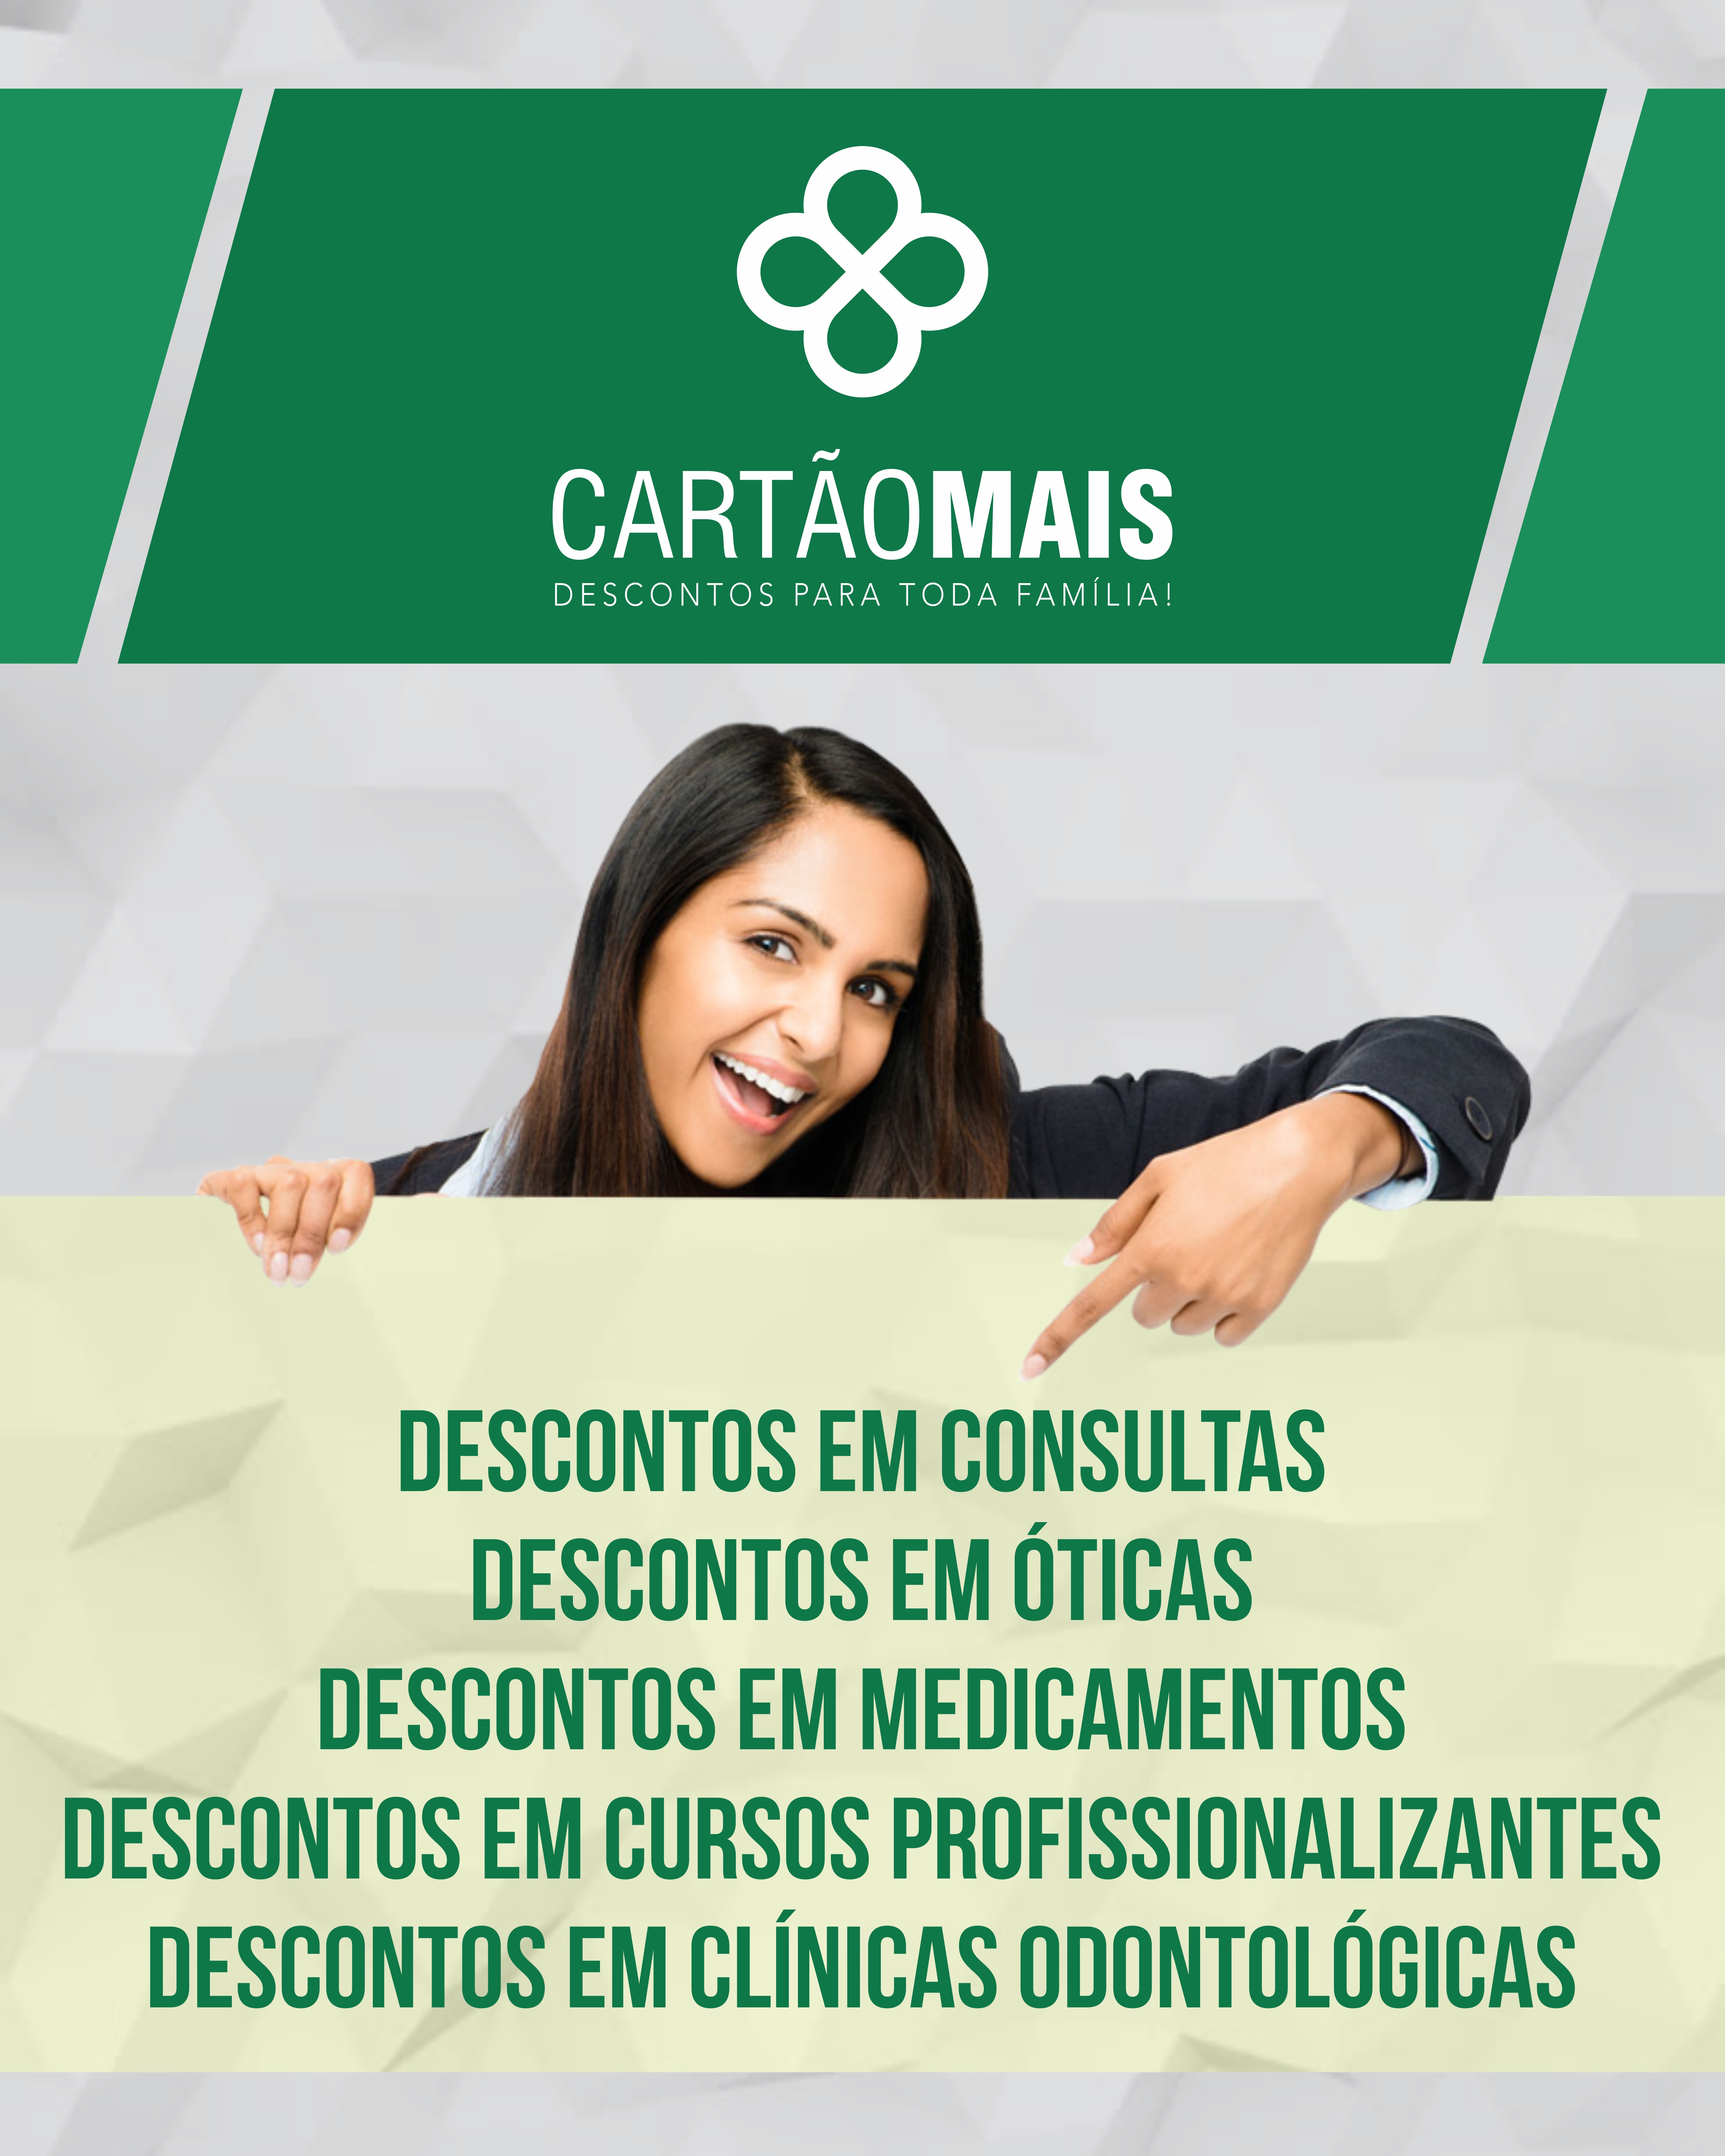 CARTÃOMAIS
DESCONTOS PARA TODA FAMÍLIA!
DESCONTOS EM CONSULTAS
DESCONTOS EM ÓTICAS
DESCONTOS EM MEDICAMENTOS
DESCONTOS EM CURSOS PROFISSIONALIZANTES
DESCONTOS EM CLÍNICAS ODONTOLÓGICAS